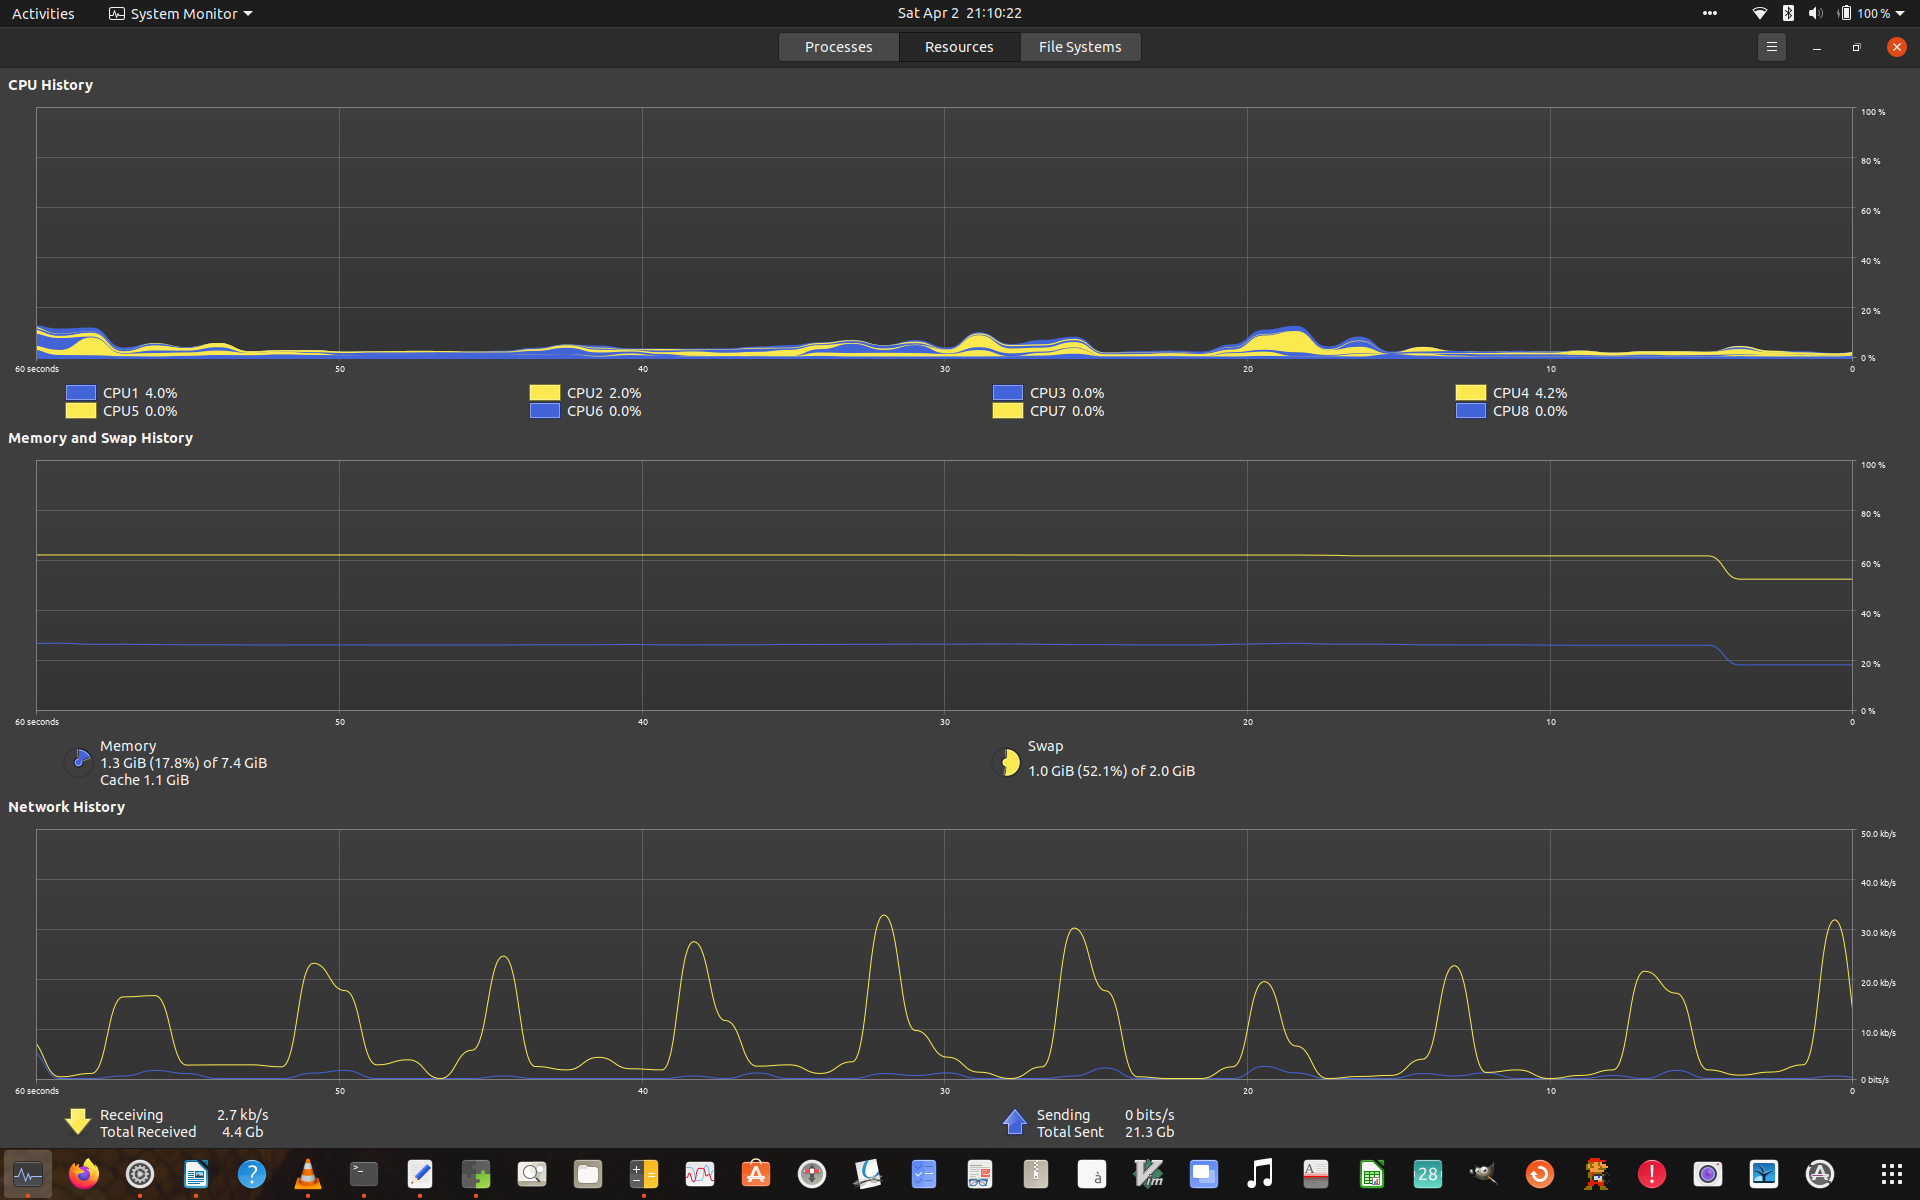 Activities System Monitor Sat Apr 2 21:10:22 100 %
Processes Resources File Systems
CPU History
100 %
80 %
60 %
40 %
20 %
0 %
60 seconds 50 40 30 20 10 0
CPU1 4.0% CPU2 2.0% CPU3 0.0% CPU4 4.2%
CPU5 0.0% CPU6 0.0% CPU7 0.0% CPU8 0.0%
Memory and Swap History
100 %
80 %
60 %
40 %
20 %
0 %
60 seconds 50 40 30 20 10 0
Memory
1.3 GiB (17.8%) of 7.4 GiB
Cache 1.1 GiB
Swap
1.0 GiB (52.1%) of 2.0 GiB
Network History
50.0 kb/s
40.0 kb/s
30.0 kb/s
20.0 kb/s
10.0 kb/s
0 bits/s
60 seconds 50 40 30 20 10 0
Receiving 2.7 kb/s
Total Received 4.4 Gb
Sending 0 bits/s
Total Sent 21.3 Gb
? >_ A à Vim A 28 ! A